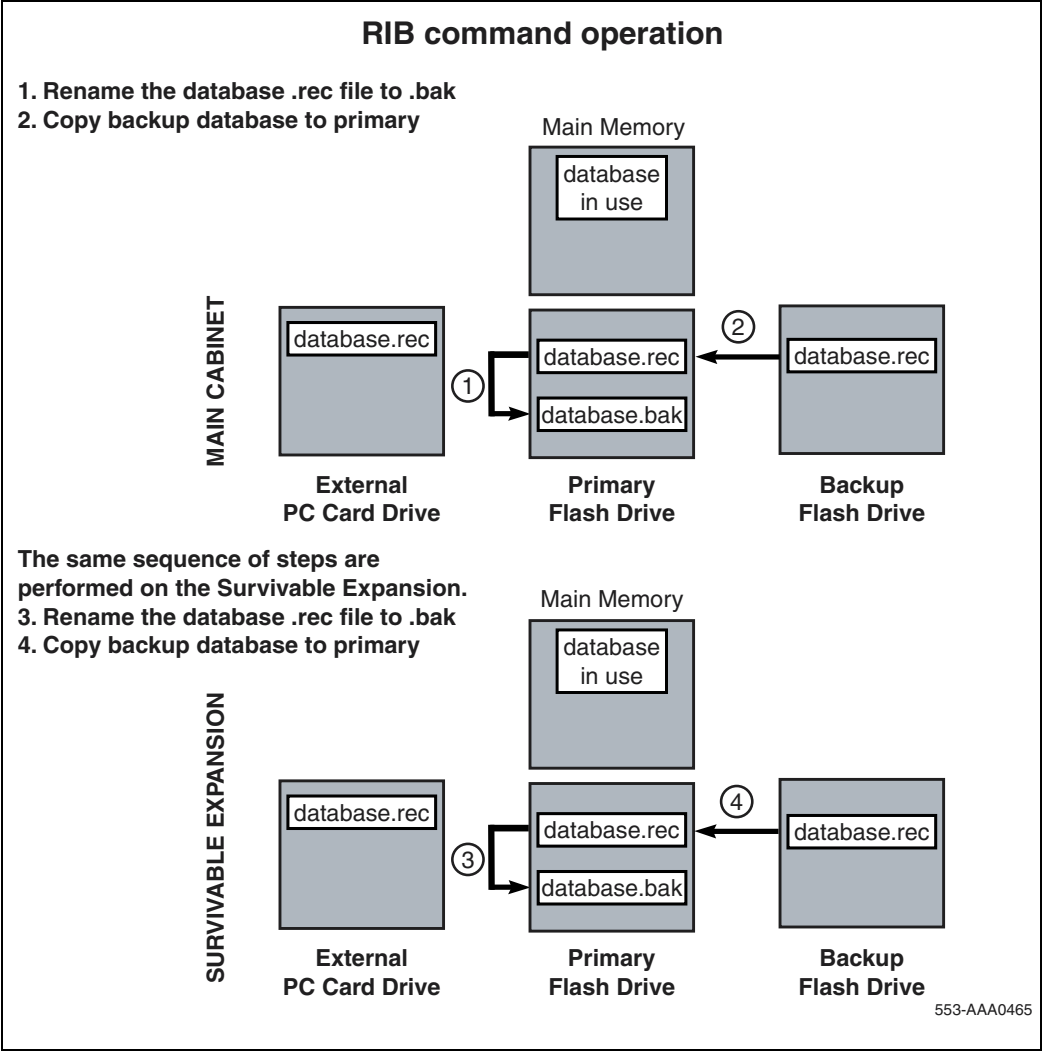 RIB command operation
1. Rename the database .rec file to .bak
2. Copy backup database to primary
Main Memory
database
in use
MAIN CABINET
database.rec
1
database.rec
database.bak
2
database.rec
External
PC Card Drive
Primary
Flash Drive
Backup
Flash Drive
The same sequence of steps are
performed on the Survivable Expansion.
3. Rename the database .rec file to .bak
4. Copy backup database to primary
Main Memory
database
in use
SURVIVABLE EXPANSION
database.rec
3
database.rec
database.bak
4
database.rec
External
PC Card Drive
Primary
Flash Drive
Backup
Flash Drive
553-AAA0465